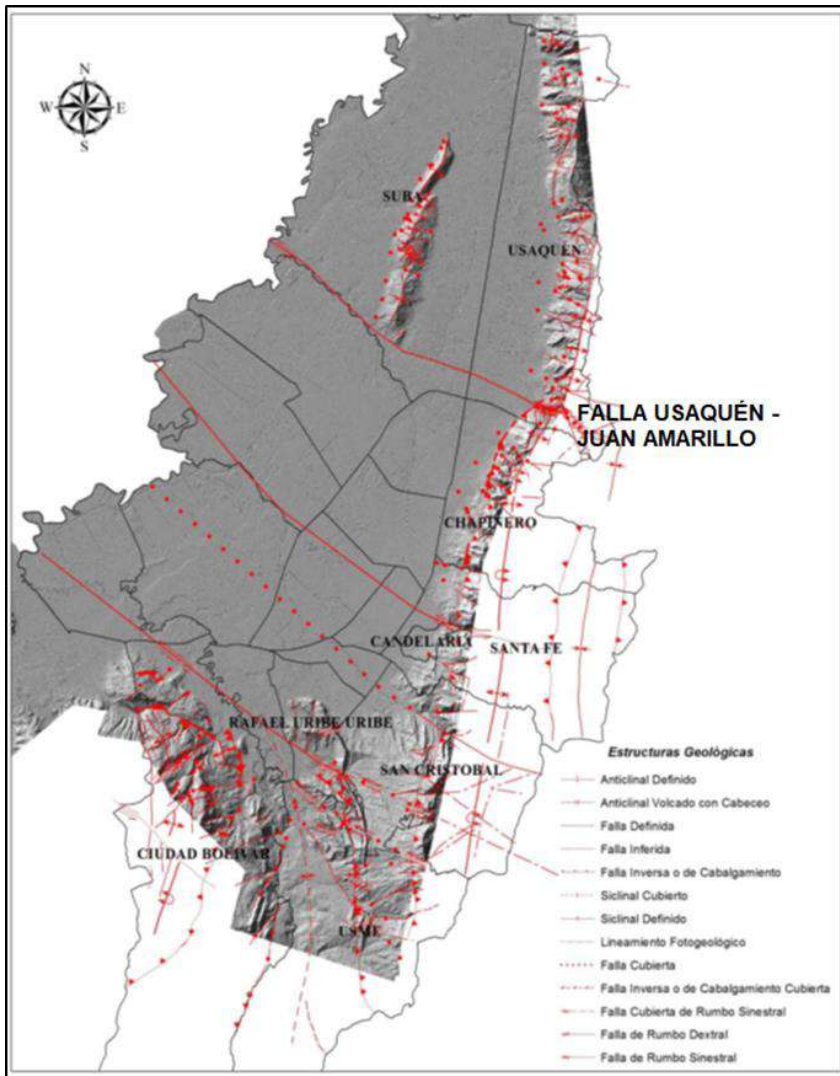 N
W E
S
SUBA
USAQUÉN
FALLA USAQUÉN -
JUAN AMARILLO
CHAPINERO
CANDELARIA
SANTA FE
RAFAEL URIBE URIBE
SAN CRISTOBAL
CIUDAD BOLIVAR
USME
Estructuras Geológicas
Anticlinal Definido
Anticlinal Volcado con Cabeceo
Falla Definida
Falla Inferida
Falla Inversa o de Cabalgamiento
Siclinal Cubierto
Siclinal Definido
Lineamiento Fotogeológico
Falla Cubierta
Falla Inversa o de Cabalgamiento Cubierta
Falla Cubierta de Rumbo Sinestral
Falla de Rumbo Dextral
Falla de Rumbo Sinestral